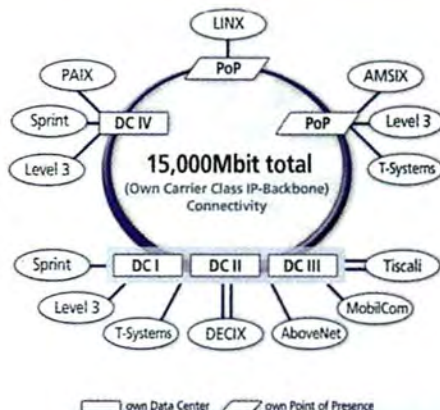 LINX
PoP
PAIX
AMSIX
Sprint
DC IV
PoP
Level 3
Level 3
T-Systems
15,000Mbit total
(Own Carrier Class IP-Backbone)
Connectivity
Sprint
DC I
DC II
DC III
Tiscali
Level 3
MobilCom
T-Systems
DECIX
AboveNet
own Data Center
own Point of Presence